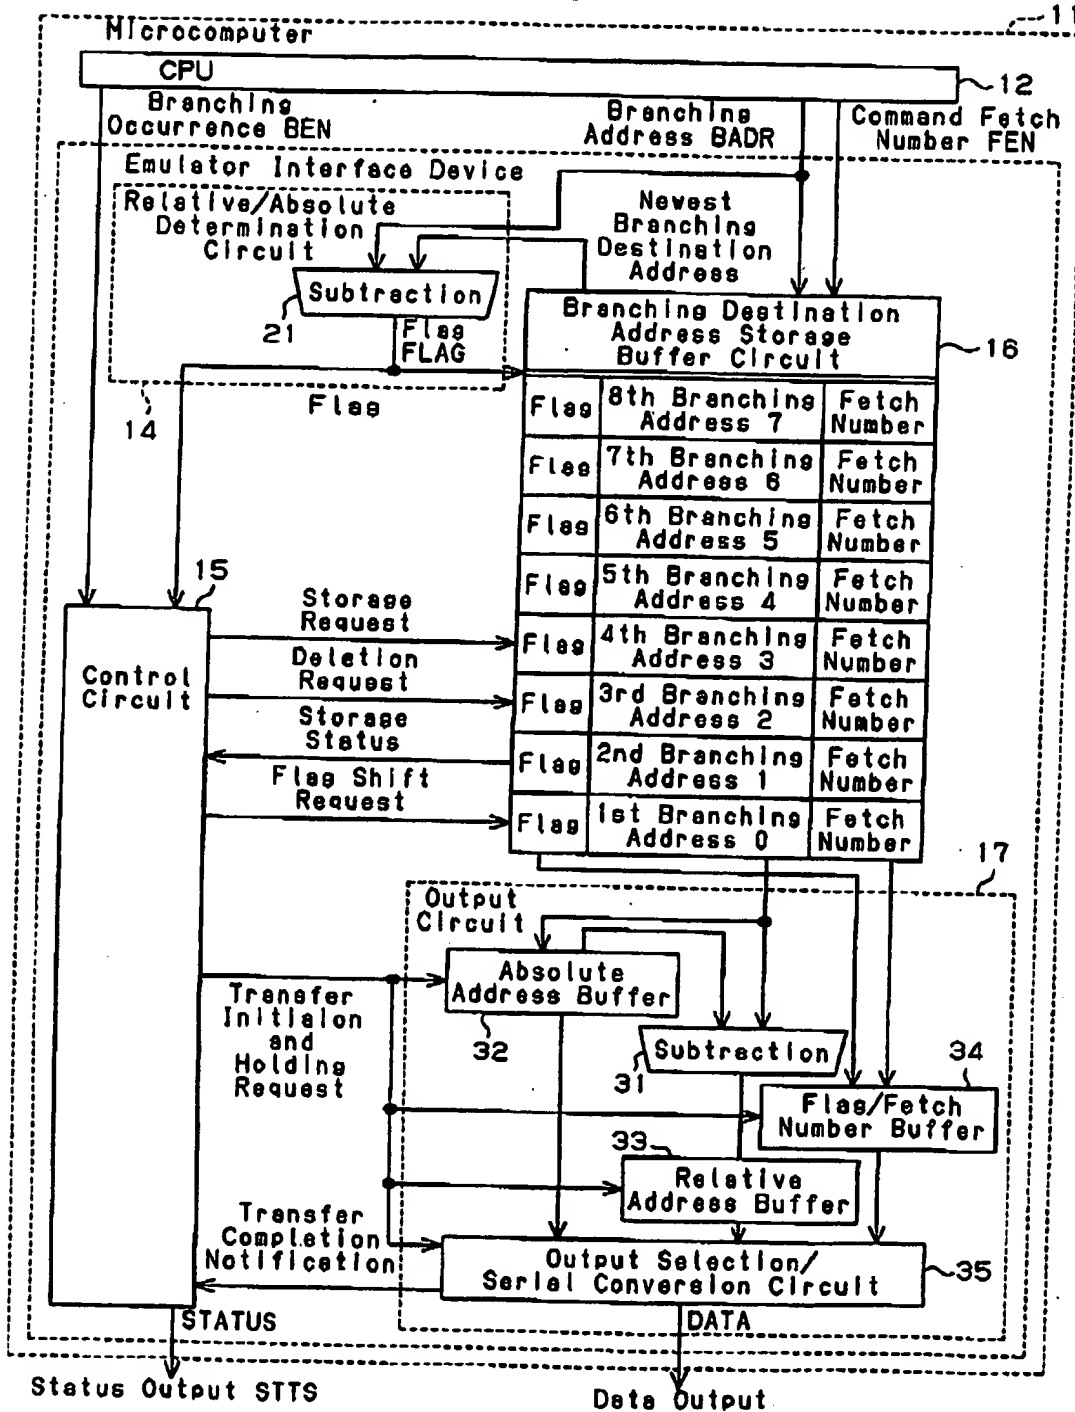 11
Microcomputer
CPU
12
Branching
Occurrence BEN
Branching
Address BADR
Command Fetch
Number FEN
Emulator Interface Device
Relative/Absolute
Determination
Circuit
Newest
Branching
Destination
Address
Subtraction
21
Flag
FLAG
Flag
14
Branching Destination
Address Storage
Buffer Circuit
16
Flag 8th Branching Address 7 Fetch Number
Flag 7th Branching Address 6 Fetch Number
Flag 6th Branching Address 5 Fetch Number
Flag 5th Branching Address 4 Fetch Number
Flag 4th Branching Address 3 Fetch Number
Flag 3rd Branching Address 2 Fetch Number
Flag 2nd Branching Address 1 Fetch Number
Flag 1st Branching Address 0 Fetch Number
15
Control
Circuit
Storage
Request
Deletion
Request
Storage
Status
Flag Shift
Request
17
Output
Circuit
Absolute
Address Buffer
32
Transfer
Initiaion
and
Holding
Request
Subtraction
31
34
Flag/Fetch
Number Buffer
33
Relative
Address Buffer
Transfer
Completion
Notification
Output Selection/
Serial Conversion Circuit
35
STATUS
DATA
Status Output STTS
Data Output